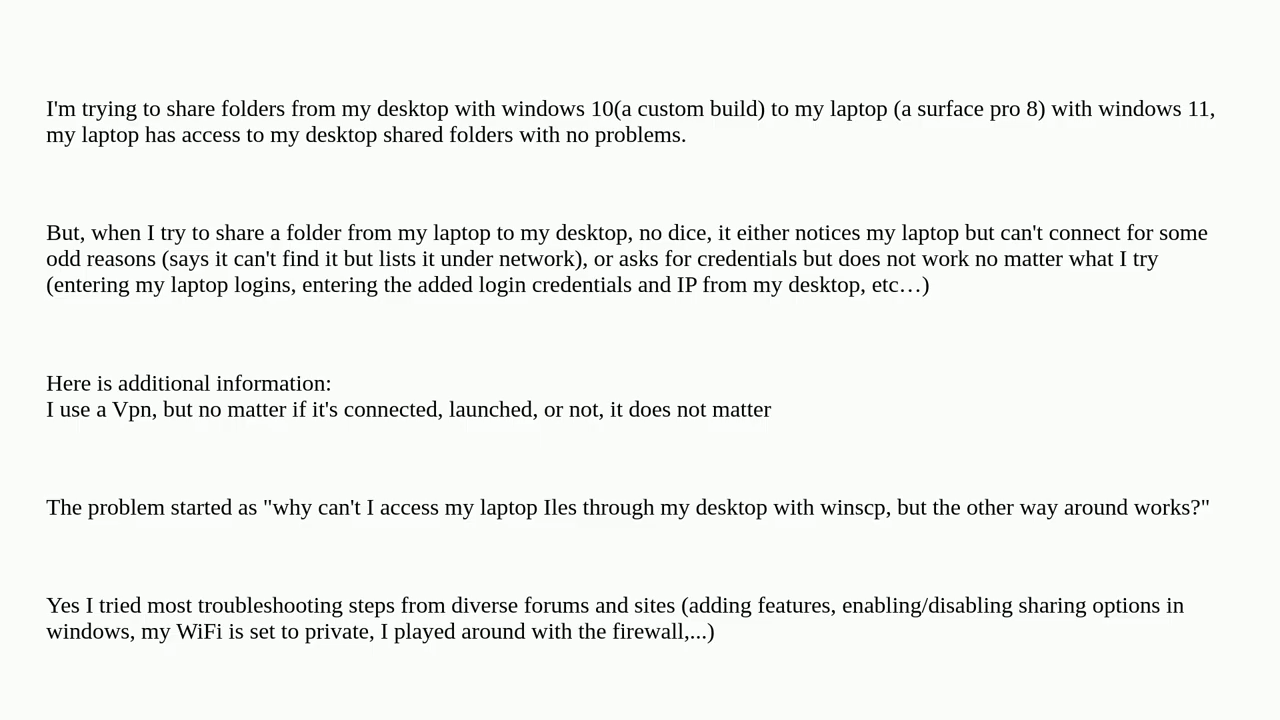 I'm trying to share folders from my desktop with windows 10(a custom build) to my laptop (a surface pro 8) with windows 11,
my laptop has access to my desktop shared folders with no problems.
But, when I try to share a folder from my laptop to my desktop, no dice, it either notices my laptop but can't connect for some
odd reasons (says it can't find it but lists it under network), or asks for credentials but does not work no matter what I try
(entering my laptop logins, entering the added login credentials and IP from my desktop, etc…)
Here is additional information:
I use a Vpn, but no matter if it's connected, launched, or not, it does not matter
The problem started as "why can't I access my laptop Iles through my desktop with winscp, but the other way around works?"
Yes I tried most troubleshooting steps from diverse forums and sites (adding features, enabling/disabling sharing options in
windows, my WiFi is set to private, I played around with the firewall,...)